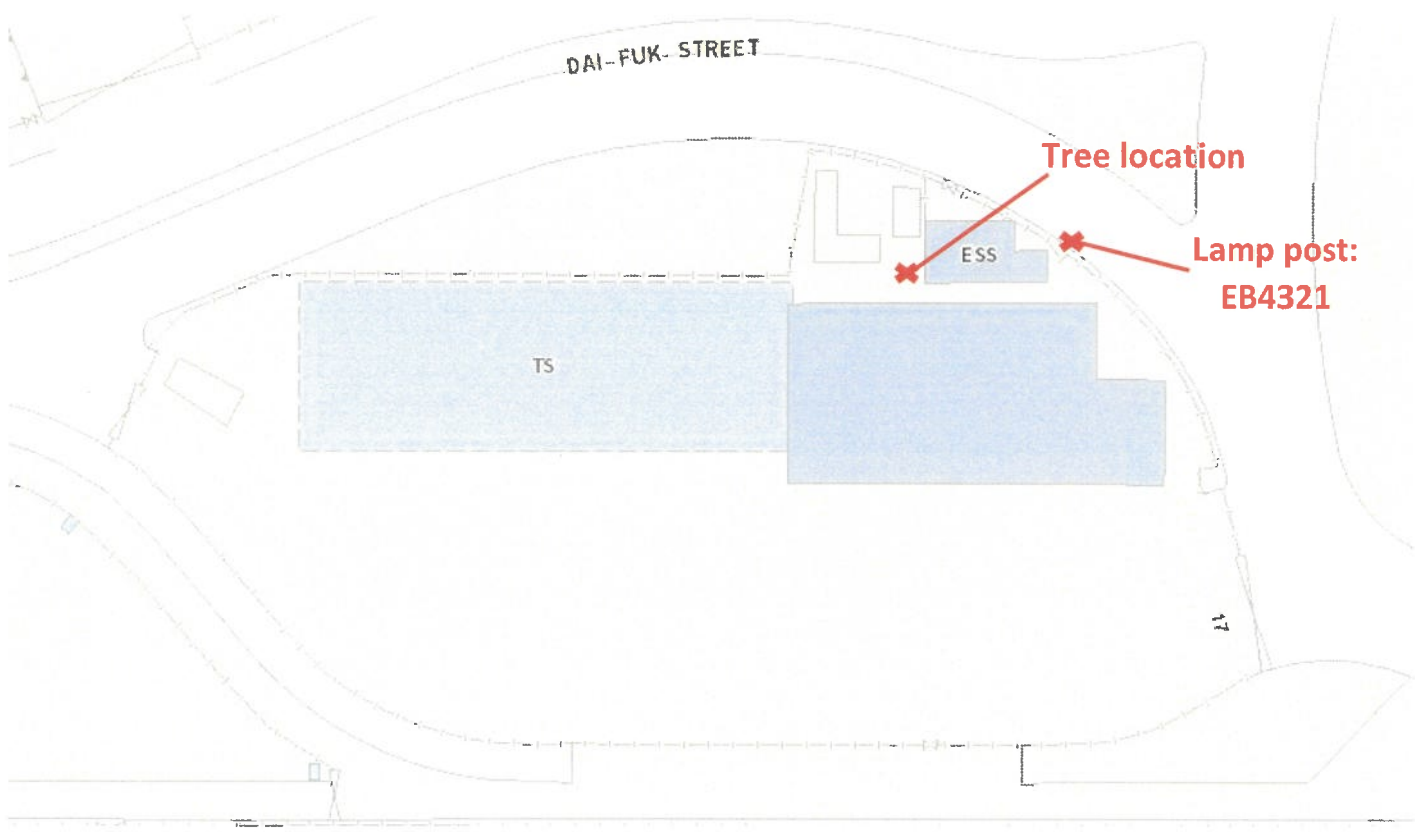 DAI-FUK-STREET
Tree location
Lamp post:
EB4321
ESS
TS
17